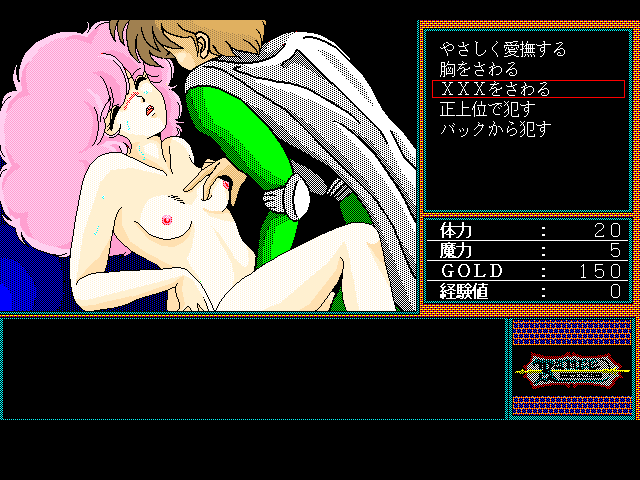 やさしく愛撫する
胸をさわる
ＸＸＸをさわる
正上位で犯す
バックから犯す
体力 : 20
魔力 : 5
ＧＯＬＤ : 150
経験値 : 0
Rance